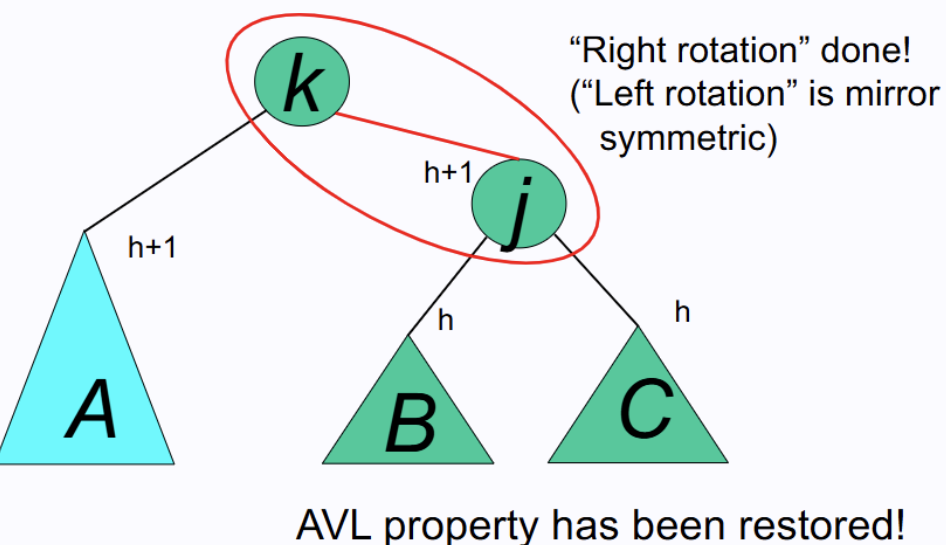 “Right rotation” done!
(“Left rotation” is mirror
symmetric)
k
h+1
j
h+1
h
h
A
B
C
AVL property has been restored!